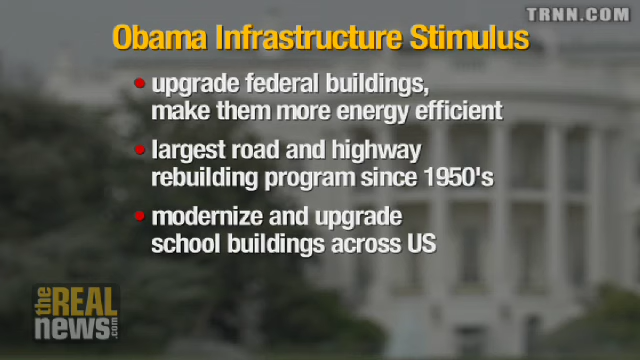 TRNN.COM
Obama Infrastructure Stimulus
• upgrade federal buildings,
make them more energy efficient
• largest road and highway
rebuilding program since 1950's
• modernize and upgrade
school buildings across US
the REAL
news.com